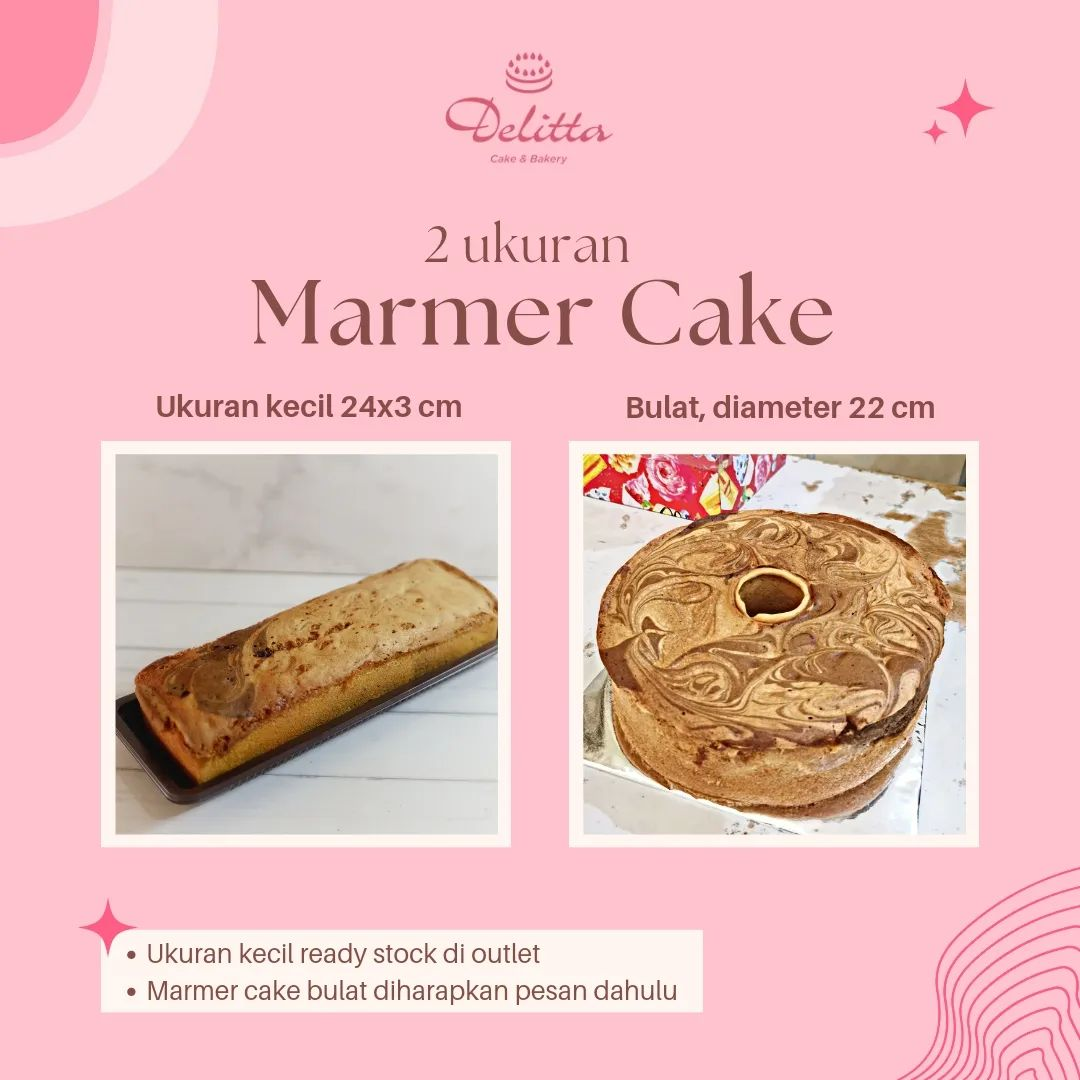 Delitta
Cake & Bakery
2 ukuran
Marmer Cake
Ukuran kecil 24x3 cm
Bulat, diameter 22 cm
• Ukuran kecil ready stock di outlet
• Marmer cake bulat diharapkan pesan dahulu